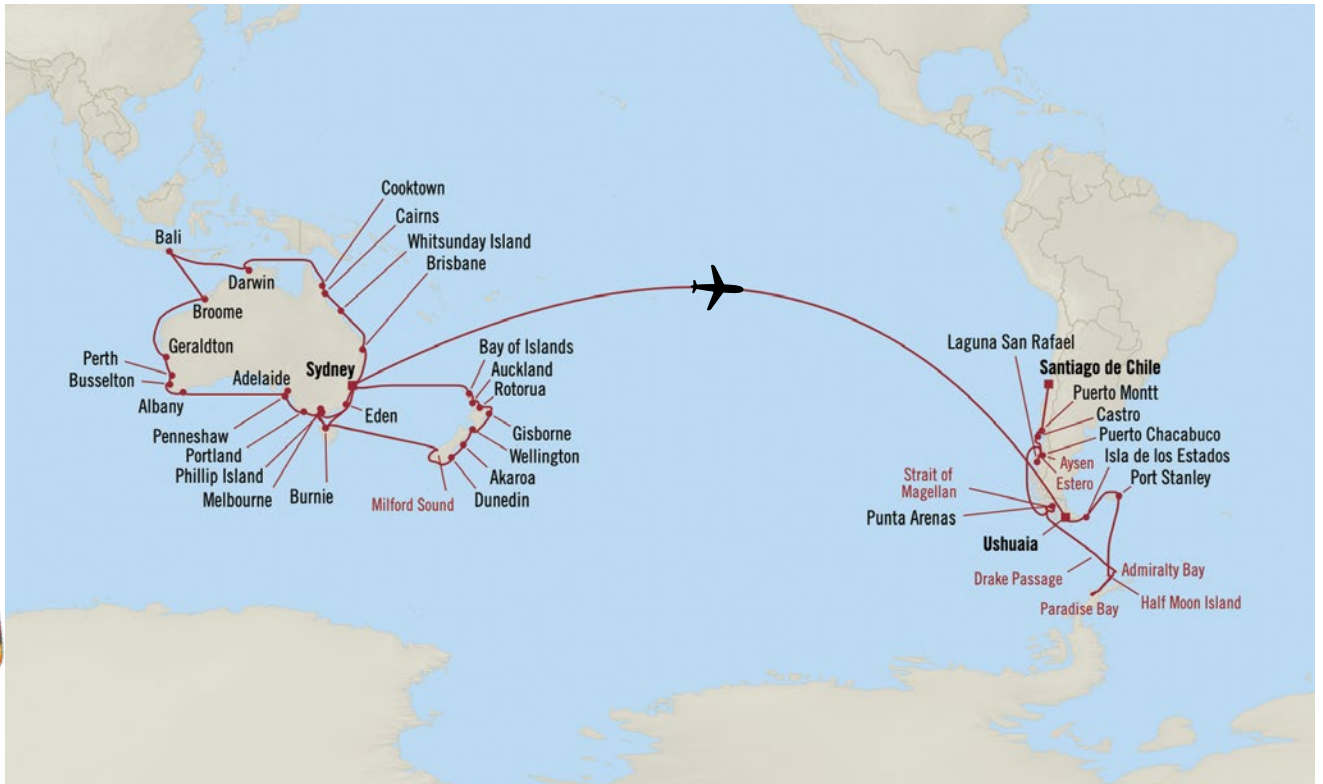 Cooktown
Cairns
Whitsunday Island
Brisbane
Bali
Darwin
Broome
Geraldton
Perth
Busselton
Albany
Adelaide
Sydney
Eden
Penneshaw
Portland
Phillip Island
Melbourne
Burnie
Bay of Islands
Auckland
Rotorua
Gisborne
Wellington
Akaroa
Dunedin
Milford Sound
Laguna San Rafael
Santiago de Chile
Puerto Montt
Castro
Puerto Chacabuco
Isla de los Estados
Aysen
Estero
Port Stanley
Strait of
Magellan
Punta Arenas
Ushuaia
Drake Passage
Admiralty Bay
Half Moon Island
Paradise Bay